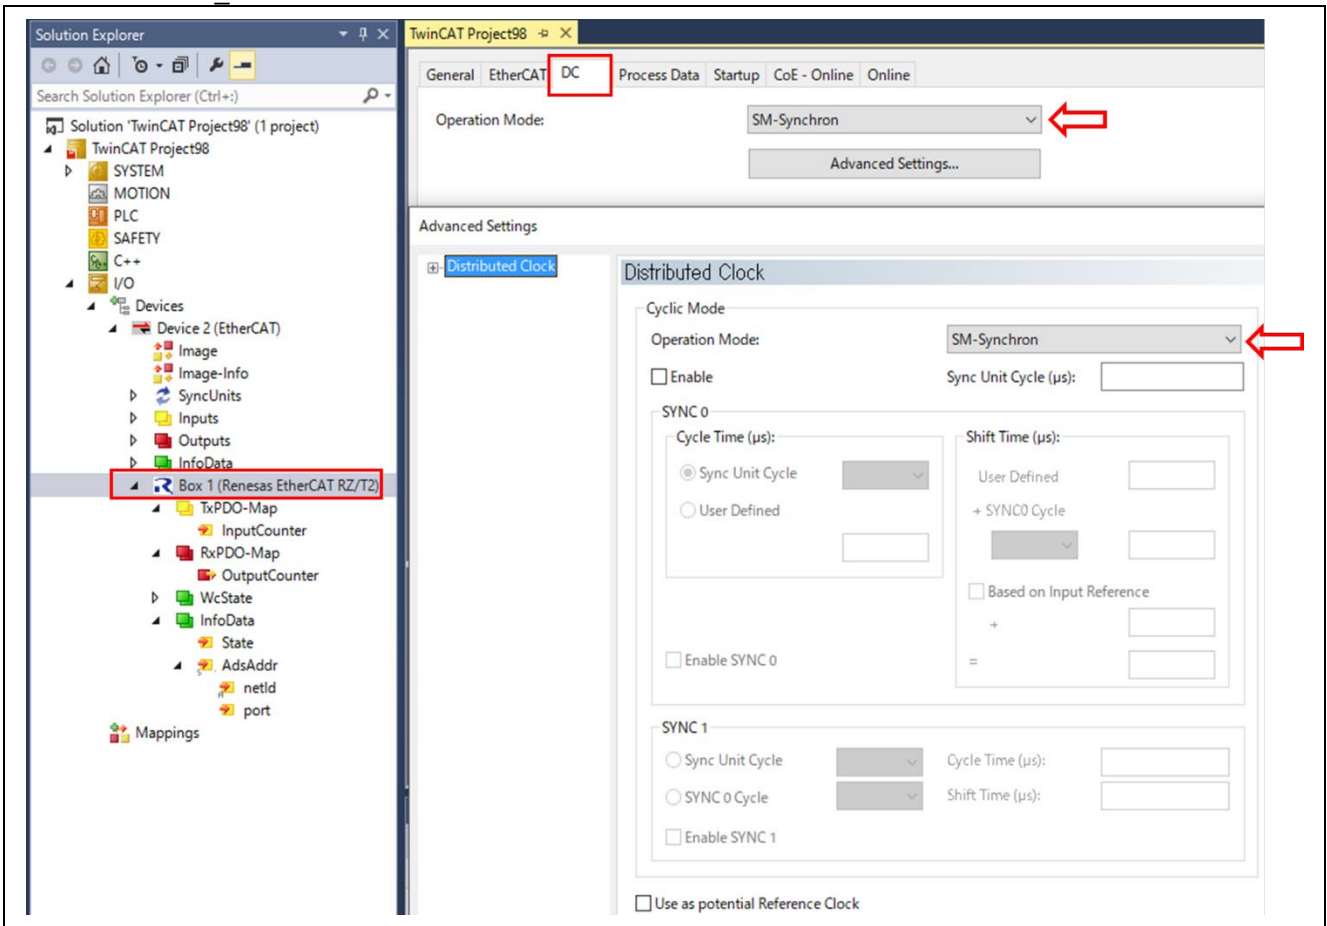 Solution Explorer
Search Solution Explorer (Ctrl+:)
Solution 'TwinCAT Project98' (1 project)
TwinCAT Project98
SYSTEM
MOTION
PLC
SAFETY
C++
I/O
Devices
Device 2 (EtherCAT)
Image
Image-Info
SyncUnits
Inputs
Outputs
InfoData
Box 1 (Renesas EtherCAT RZ/T2)
TxPDO-Map
InputCounter
RxPDO-Map
OutputCounter
WcState
InfoData
State
AdsAddr
netId
port
Mappings
TwinCAT Project98
General EtherCAT DC Process Data Startup CoE - Online Online
Operation Mode: SM-Synchron
Advanced Settings...
Advanced Settings
Distributed Clock
Distributed Clock
Cyclic Mode
Operation Mode: SM-Synchron
Enable Sync Unit Cycle (µs):
SYNC 0
Cycle Time (µs): Shift Time (µs):
Sync Unit Cycle User Defined
User Defined + SYNC0 Cycle
Based on Input Reference
+
Enable SYNC 0 =
SYNC 1
Sync Unit Cycle Cycle Time (µs):
SYNC 0 Cycle Shift Time (µs):
Enable SYNC 1
Use as potential Reference Clock